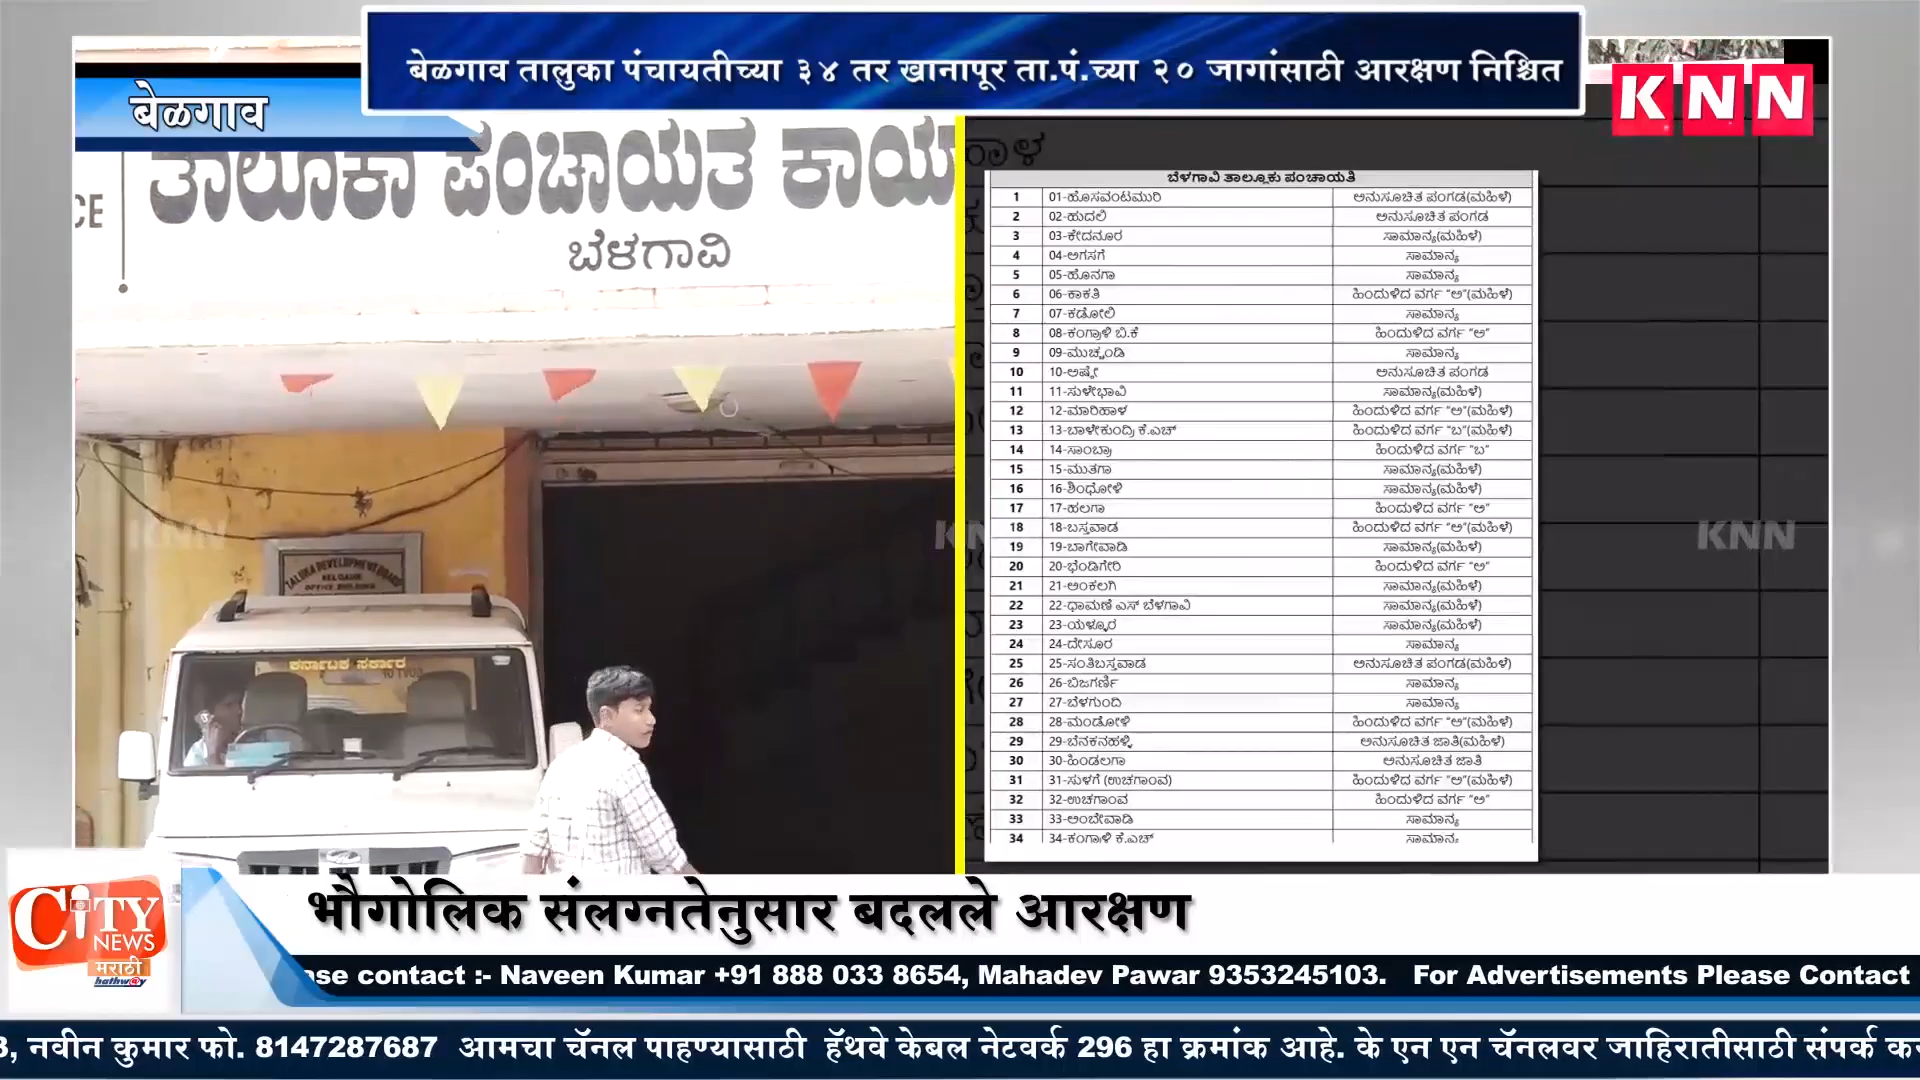 बेळगाव तालुका पंचायतीच्या ३४ तर खानापूर ता.पं.च्या २० जागांसाठी आरक्षण निश्चित
KNN
बेळगाव
ತಾಲೂಕಾ ಪಂಚಾಯತ
ಬೆಳಗಾವಿ
TALUKA DEVELOPMENT BOARD
BELGAUM
OFFICE BUILDING
ಕರ್ನಾಟಕ ಸರ್ಕಾರ
ಬೆಳಗಾವಿ ತಾಲ್ಲೂಕು ಪಂಚಾಯತಿ
1 01-ಹೊಸವಂಟಮುರಿ ಅನುಸೂಚಿತ ಪಂಗಡ(ಮಹಿಳೆ)
2 02-ಹುದಲಿ ಅನುಸೂಚಿತ ಪಂಗಡ
3 03-ಕೇದನೂರ ಸಾಮಾನ್ಯ(ಮಹಿಳೆ)
4 04-ಅಗಸಗೆ ಸಾಮಾನ್ಯ
5 05-ಹೊನಗಾ ಸಾಮಾನ್ಯ
6 06-ಕಾಕತಿ ಹಿಂದುಳಿದ ವರ್ಗ "ಅ"(ಮಹಿಳೆ)
7 07-ಕಡೋಲಿ ಸಾಮಾನ್ಯ
8 08-ಕಂಗ್ರಾಳಿ ಬಿ.ಕೆ ಹಿಂದುಳಿದ ವರ್ಗ "ಅ"
9 09-ಮುಚ್ಚಂಡಿ ಸಾಮಾನ್ಯ
10 10-ಅಷ್ಟೇ ಅನುಸೂಚಿತ ಪಂಗಡ
11 11-ಸುಳೇಭಾವಿ ಸಾಮಾನ್ಯ(ಮಹಿಳೆ)
12 12-ಮಾರಿಹಾಳ ಹಿಂದುಳಿದ ವರ್ಗ "ಅ"(ಮಹಿಳೆ)
13 13-ಬಾಳೇಕುಂದ್ರಿ ಕೆ.ಎಚ್ ಹಿಂದುಳಿದ ವರ್ಗ "ಬ"(ಮಹಿಳೆ)
14 14-ಸಾಂಬ್ರಾ ಹಿಂದುಳಿದ ವರ್ಗ "ಬ"
15 15-ಮುತಗಾ ಸಾಮಾನ್ಯ(ಮಹಿಳೆ)
16 16-ಶಿಂಧೋಳಿ ಸಾಮಾನ್ಯ(ಮಹಿಳೆ)
17 17-ಹಲಗಾ ಹಿಂದುಳಿದ ವರ್ಗ "ಅ"
18 18-ಬಸ್ತವಾಡ ಹಿಂದುಳಿದ ವರ್ಗ "ಅ"(ಮಹಿಳೆ)
19 19-ಬಾಗೇವಾಡಿ ಸಾಮಾನ್ಯ(ಮಹಿಳೆ)
20 20-ಭೆಂಡಿಗೇರಿ ಹಿಂದುಳಿದ ವರ್ಗ "ಅ"
21 21-ಅಂಕಲಗಿ ಸಾಮಾನ್ಯ(ಮಹಿಳೆ)
22 22-ಧಾಮಣೆ ಎಸ್ ಬೆಳಗಾವಿ ಸಾಮಾನ್ಯ(ಮಹಿಳೆ)
23 23-ಯಳ್ಳೂರ ಸಾಮಾನ್ಯ(ಮಹಿಳೆ)
24 24-ದೇಸೂರ ಸಾಮಾನ್ಯ
25 25-ಸಂತಿಬಸ್ತವಾಡ ಅನುಸೂಚಿತ ಪಂಗಡ(ಮಹಿಳೆ)
26 26-ಬಿಜಗರ್ಣಿ ಸಾಮಾನ್ಯ
27 27-ಬೆಳಗುಂದಿ ಸಾಮಾನ್ಯ
28 28-ಮಂಡೋಳಿ ಹಿಂದುಳಿದ ವರ್ಗ "ಅ"(ಮಹಿಳೆ)
29 29-ಬೆನಕನಹಳ್ಳಿ ಅನುಸೂಚಿತ ಜಾತಿ(ಮಹಿಳೆ)
30 30-ಹಿಂಡಲಗಾ ಅನುಸೂಚಿತ ಜಾತಿ
31 31-ಸುಳಗೆ (ಉಚಗಾಂವ) ಹಿಂದುಳಿದ ವರ್ಗ "ಅ"(ಮಹಿಳೆ)
32 32-ಉಚಗಾಂವ ಹಿಂದುಳಿದ ವರ್ಗ "ಅ"
33 33-ಅಂಬೇವಾಡಿ ಸಾಮಾನ್ಯ
34 34-ಕಂಗ್ರಾಳಿ ಕೆ.ಎಚ್ ಸಾಮಾನ್ಯ
KNN
KNN
भौगोलिक संलग्नतेनुसार बदलले आरक्षण
CiTY NEWS
मराठी
hathw@y
contact :- Naveen Kumar +91 888 033 8654, Mahadev Pawar 9353245103. For Advertisements Please Contact
नवीन कुमार फो. 8147287687 आमचा चॅनल पाहण्यासाठी हॅथवे केबल नेटवर्क 296 हा क्रमांक आहे. के एन एन चॅनलवर जाहिरातीसाठी संपर्क